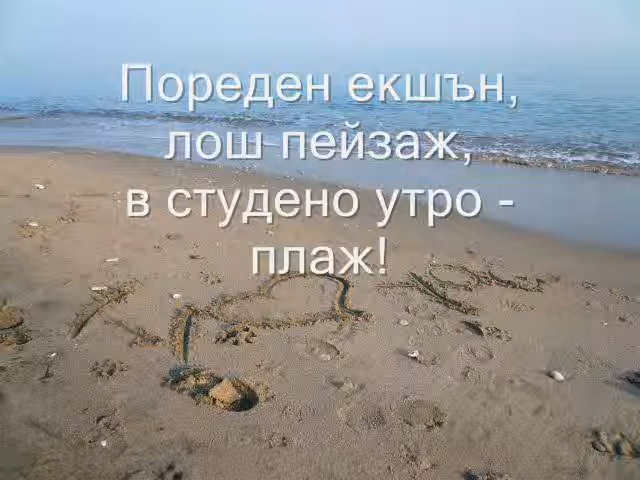 Пореден екшън,
лош пейзаж,
в студено утро -
плаж!